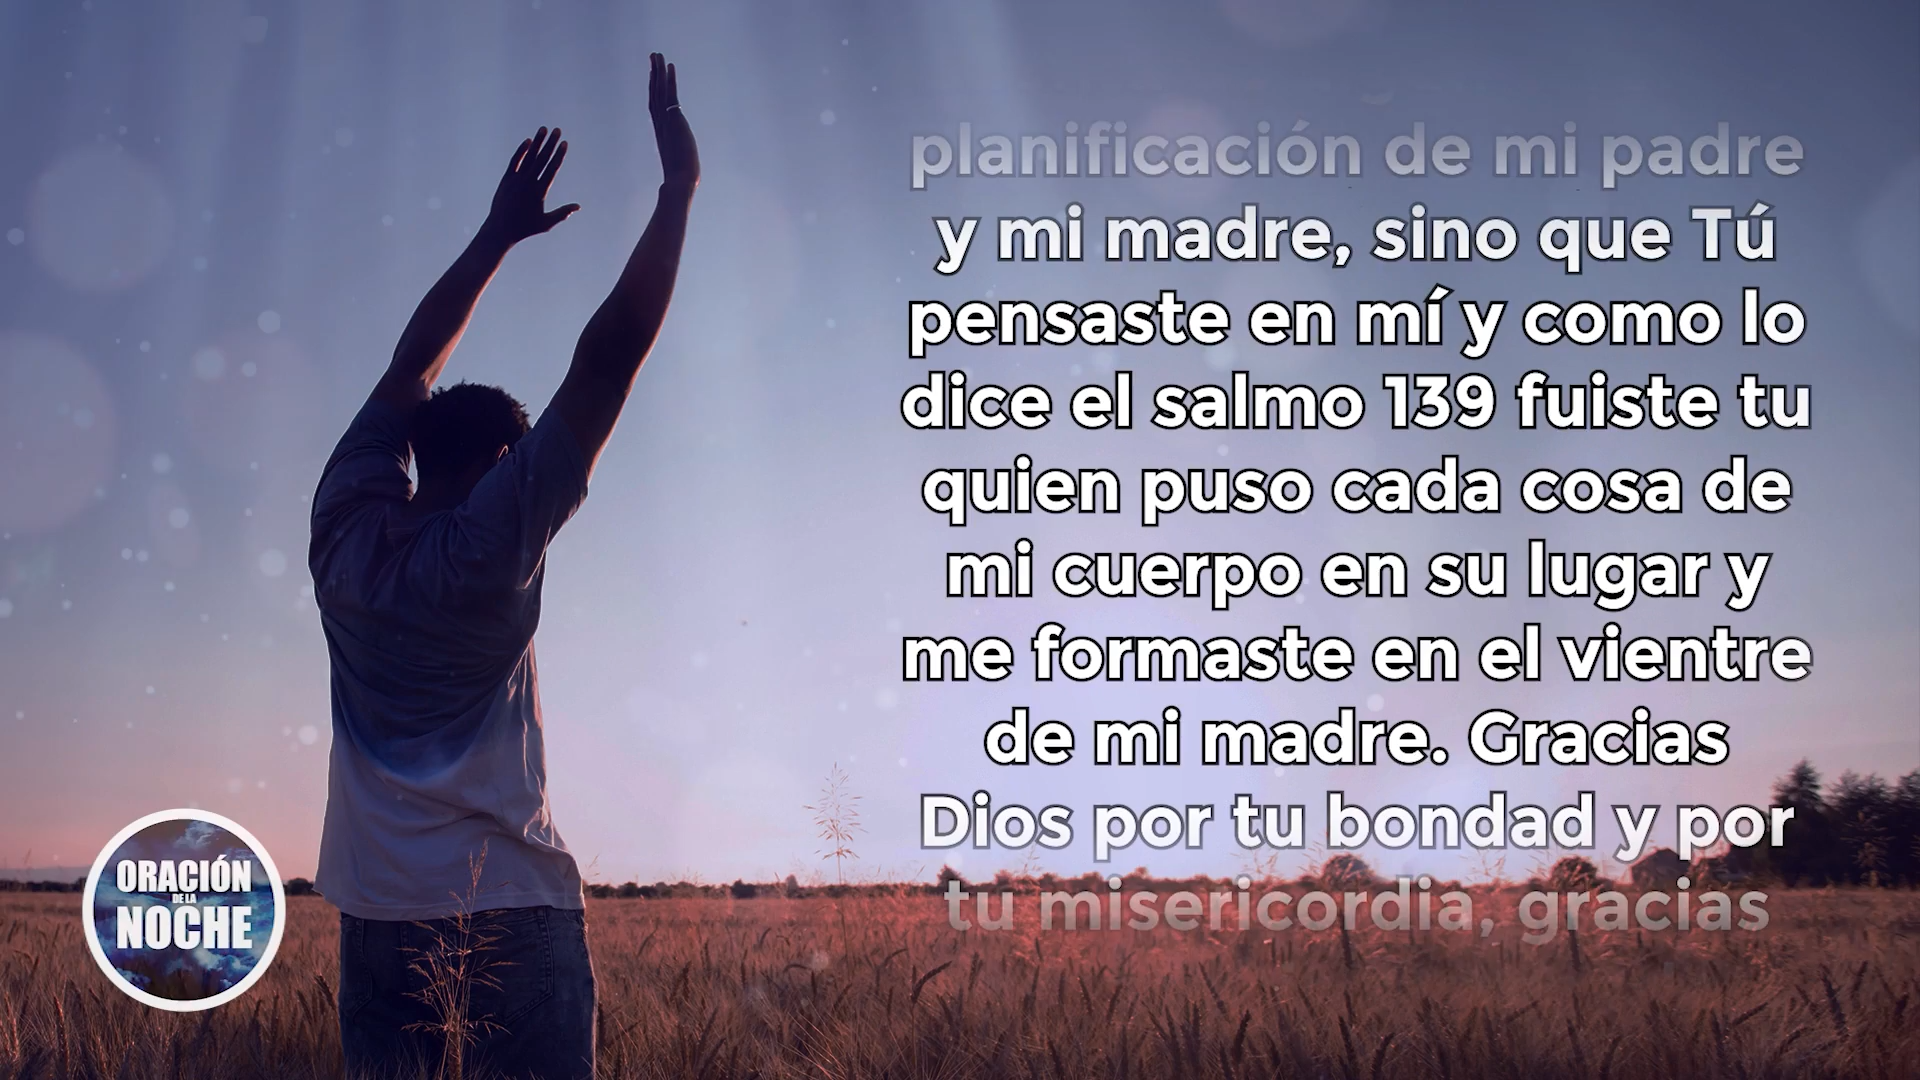 planificación de mi padre
y mi madre, sino que Tú
pensaste en mí y como lo
dice el salmo 139 fuiste tu
quien puso cada cosa de
mi cuerpo en su lugar y
me formaste en el vientre
de mi madre. Gracias
Dios por tu bondad y por
tu misericordia, gracias
ORACIÓN
DE LA
NOCHE